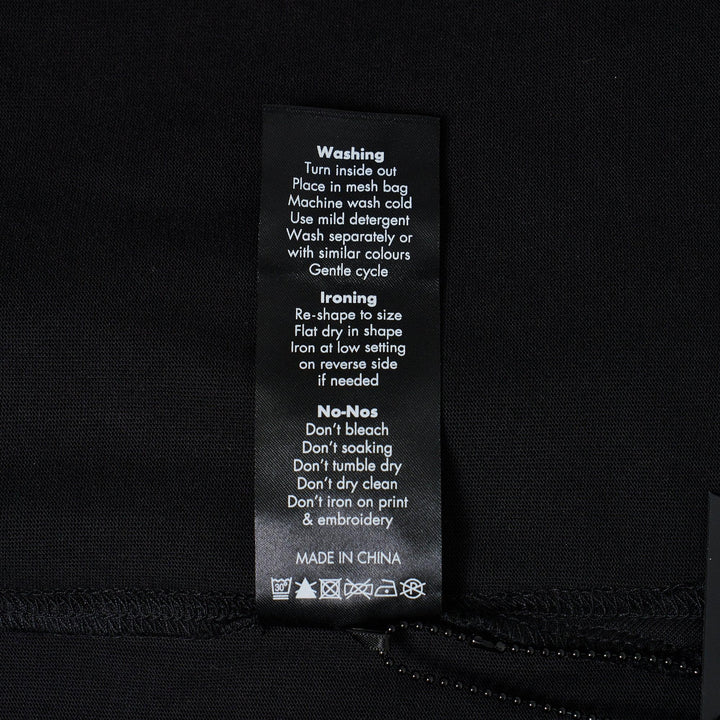 Washing
Turn inside out
Place in mesh bag
Machine wash cold
Use mild detergent
Wash separately or
with similar colours
Gentle cycle
Ironing
Re-shape to size
Flat dry in shape
Iron at low setting
on reverse side
if needed
No-Nos
Don't bleach
Don't soaking
Don't tumble dry
Don't dry clean
Don't iron on print
& embroidery
MADE IN CHINA
30° P